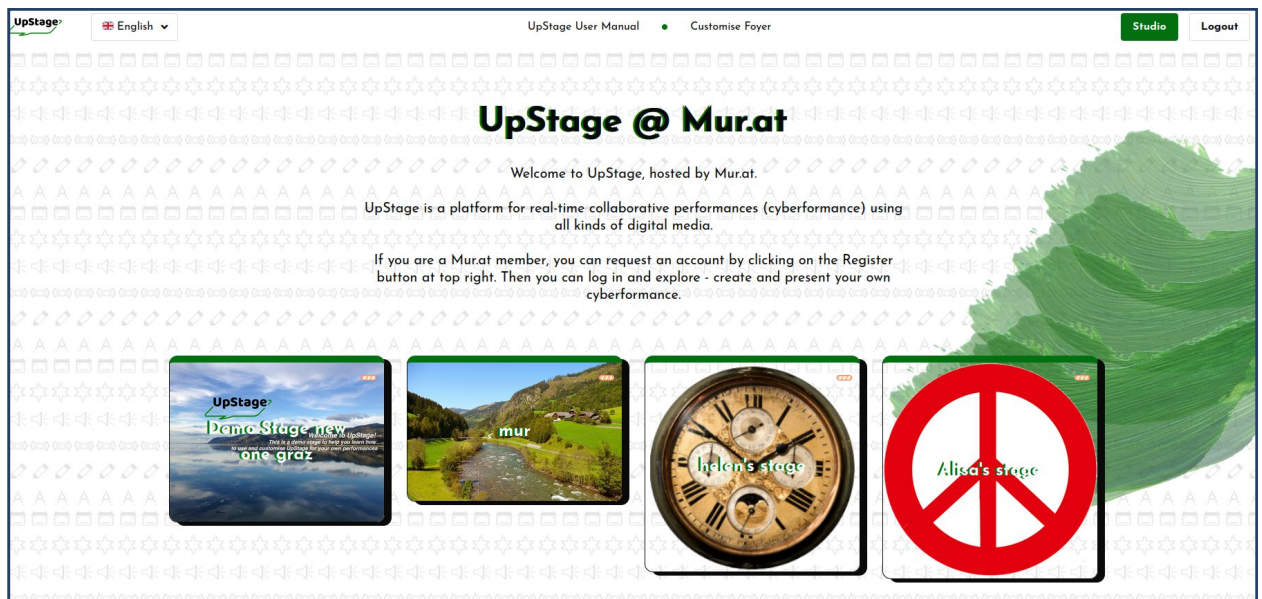 UpStage
English
UpStage User Manual • Customise Foyer
Studio
Logout
UpStage @ Mur.at
Welcome to UpStage, hosted by Mur.at.
UpStage is a platform for real-time collaborative performances (cyberformance) using
all kinds of digital media.
If you are a Mur.at member, you can request an account by clicking on the Register
button at top right. Then you can log in and explore - create and present your own
cyberformance.
UpStage
Demo Stage new
one graz
Welcome to UpStage!
This is a demo stage to help you learn how
to use and customise UpStage for your own performances
mur
helen's stage
Alisa's stage